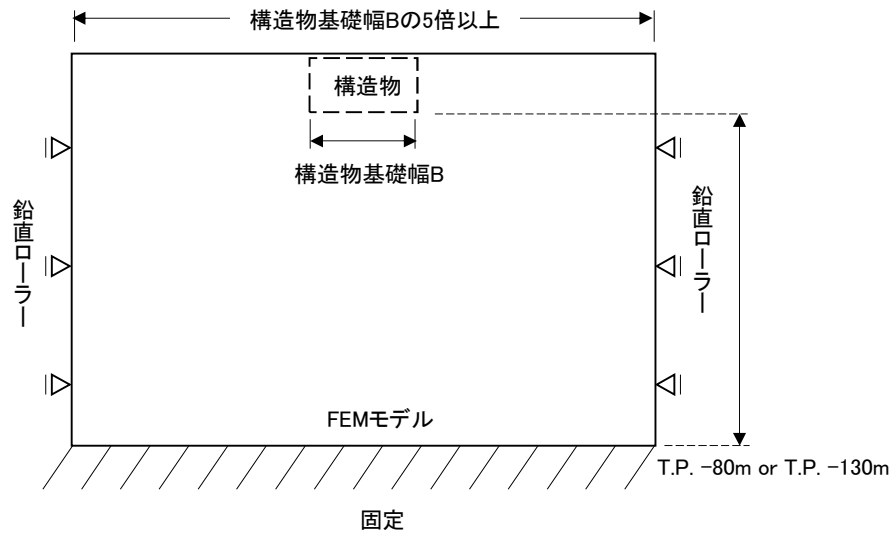 構造物基礎幅Bの5倍以上
構造物
構造物基礎幅B
鉛直ローラー
鉛直ローラー
FEMモデル
T.P. -80m or T.P. -130m
固定